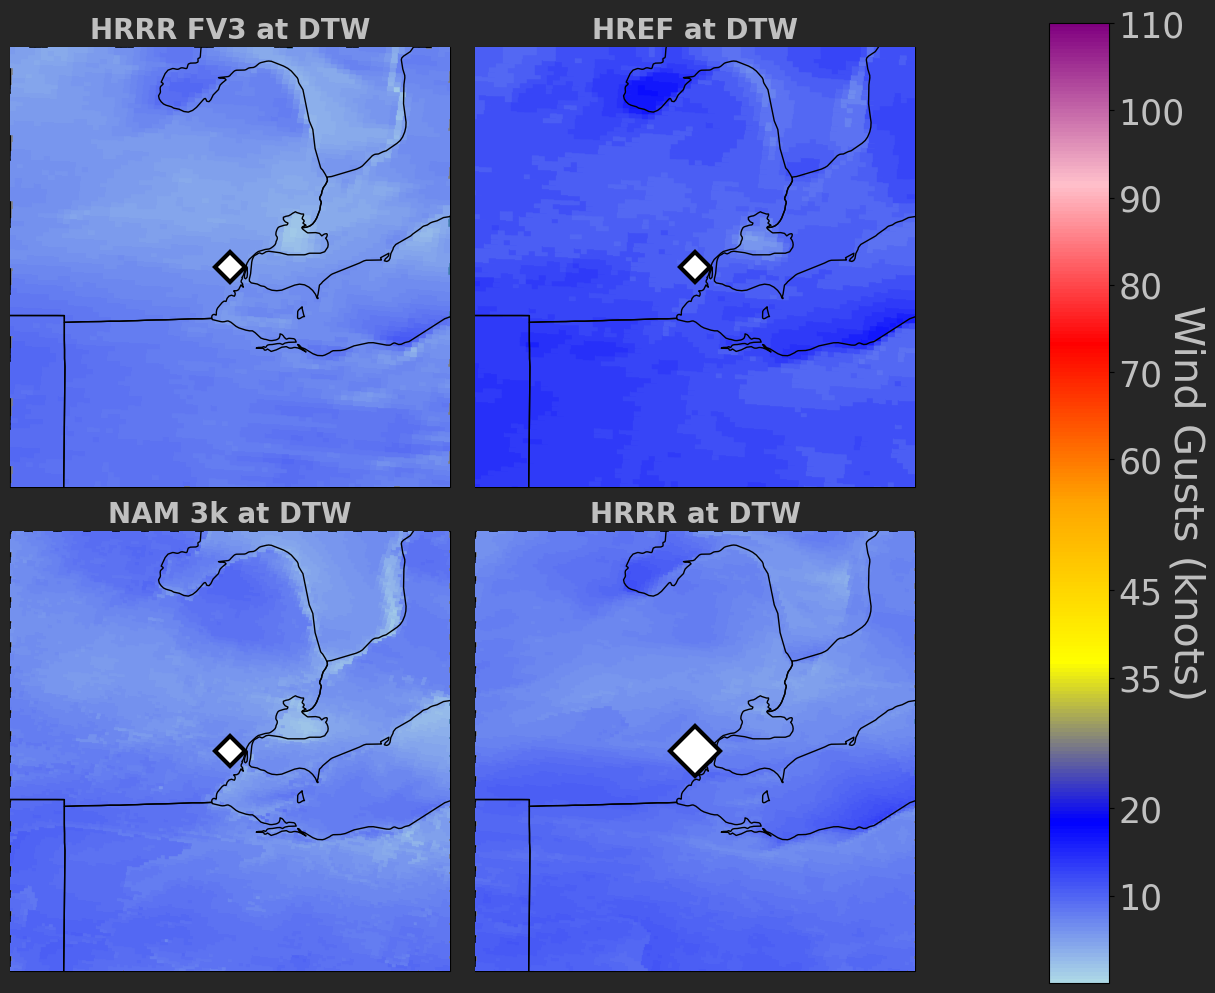 HRRR FV3 at DTW
HREF at DTW
NAM 3k at DTW
HRRR at DTW
110
100
90
80
70
60
45
35
20
10
Wind Gusts (knots)